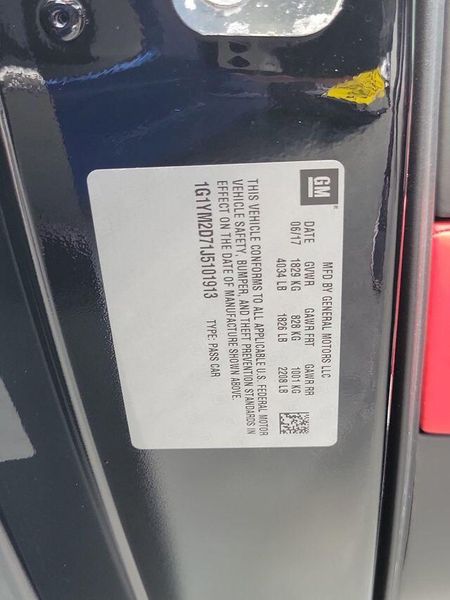 GM
MFD BY GENERAL MOTORS LLC
DATE GVWR GAWR FRT GAWR RR
06/17 1829 KG 828 KG 1001 KG
4034 LB 1826 LB 2208 LB
THIS VEHICLE CONFORMS TO ALL APPLICABLE U.S. FEDERAL MOTOR
VEHICLE SAFETY, BUMPER, AND THEFT PREVENTION STANDARDS IN
EFFECT ON THE DATE OF MANUFACTURE SHOWN ABOVE.
1G1YM2D71J5101913 TYPE: PASS CAR